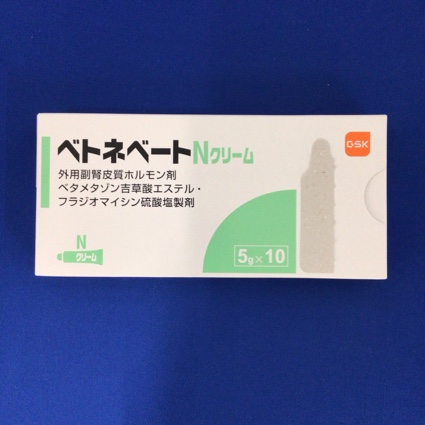 ベトネベートNクリーム
GSK
外用副腎皮質ホルモン剤
ベタメタゾン吉草酸エステル・
フラジオマイシン硫酸塩製剤
N
クリーム
5g×10